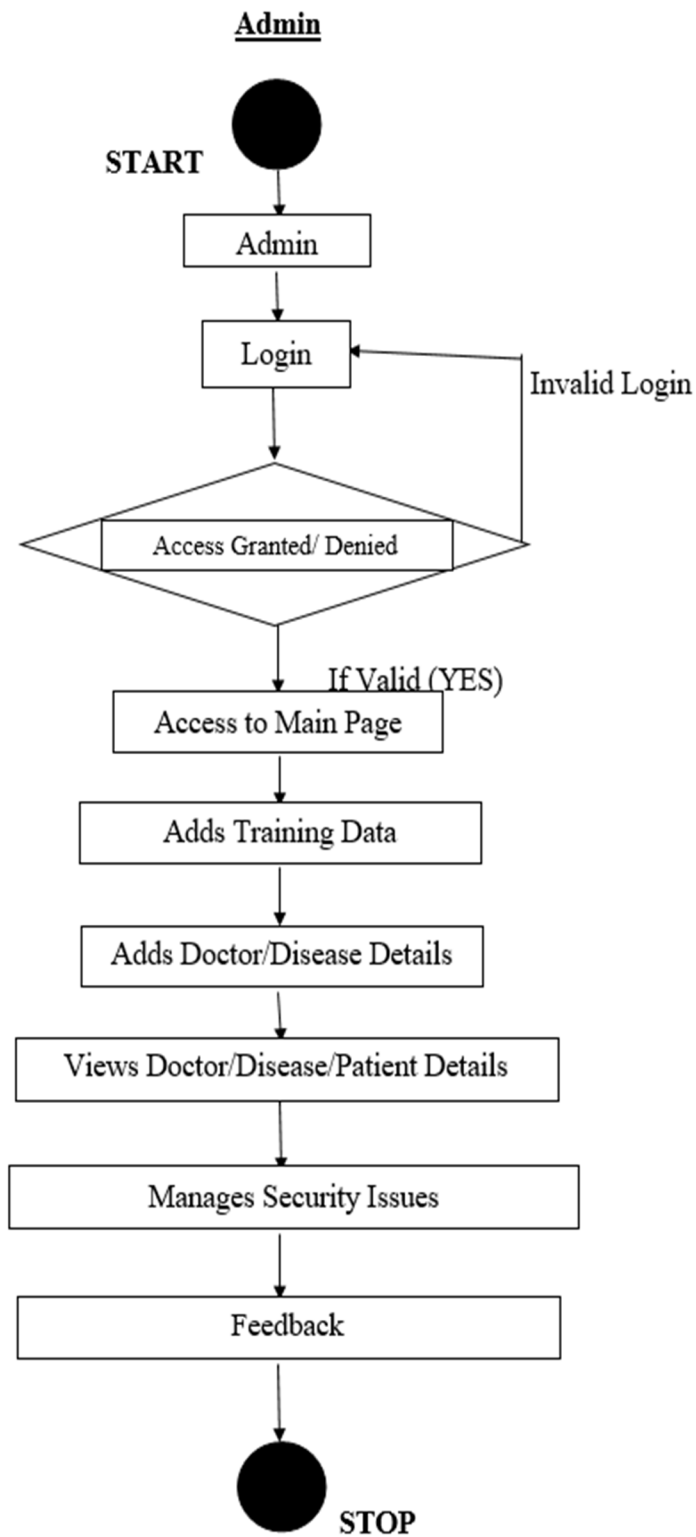 Admin
START
Admin
Login
Invalid Login
Access Granted/ Denied
If Valid (YES)
Access to Main Page
Adds Training Data
Adds Doctor/Disease Details
Views Doctor/Disease/Patient Details
Manages Security Issues
Feedback
STOP